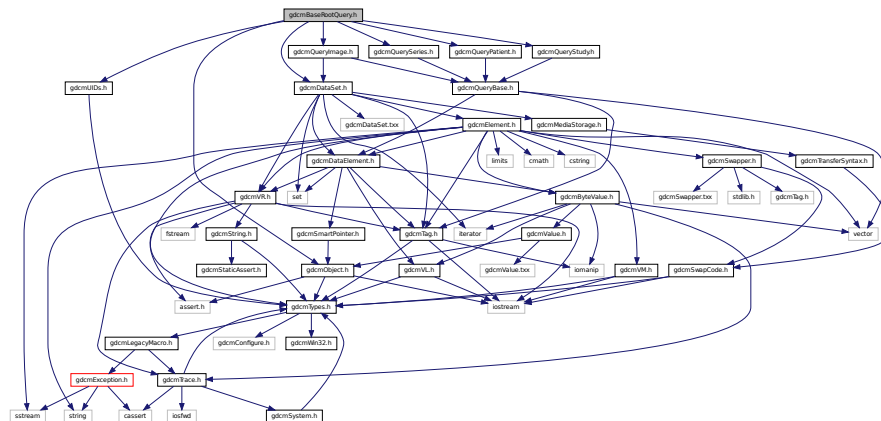 gdcmBaseRootQuery.h
gdcmQueryImage.h
gdcmQuerySeries.h
gdcmQueryPatient.h
gdcmQueryStudy.h
gdcmUIDs.h
gdcmDataSet.h
gdcmQueryBase.h
gdcmDataSet.txx
gdcmElement.h
gdcmMediaStorage.h
gdcmDataElement.h
limits
cmath
cstring
gdcmSwapper.h
gdcmTransferSyntax.h
gdcmVR.h
set
gdcmByteValue.h
gdcmSwapper.txx
stdlib.h
gdcmTag.h
fstream
gdcmString.h
gdcmSmartPointer.h
gdcmTag.h
iterator
gdcmValue.h
vector
gdcmStaticAssert.h
gdcmObject.h
gdcmVL.h
gdcmValue.txx
iomanip
gdcmVM.h
gdcmSwapCode.h
assert.h
gdcmTypes.h
iostream
gdcmLegacyMacro.h
gdcmConfigure.h
gdcmWin32.h
gdcmException.h
gdcmTrace.h
sstream
string
cassert
iosfwd
gdcmSystem.h